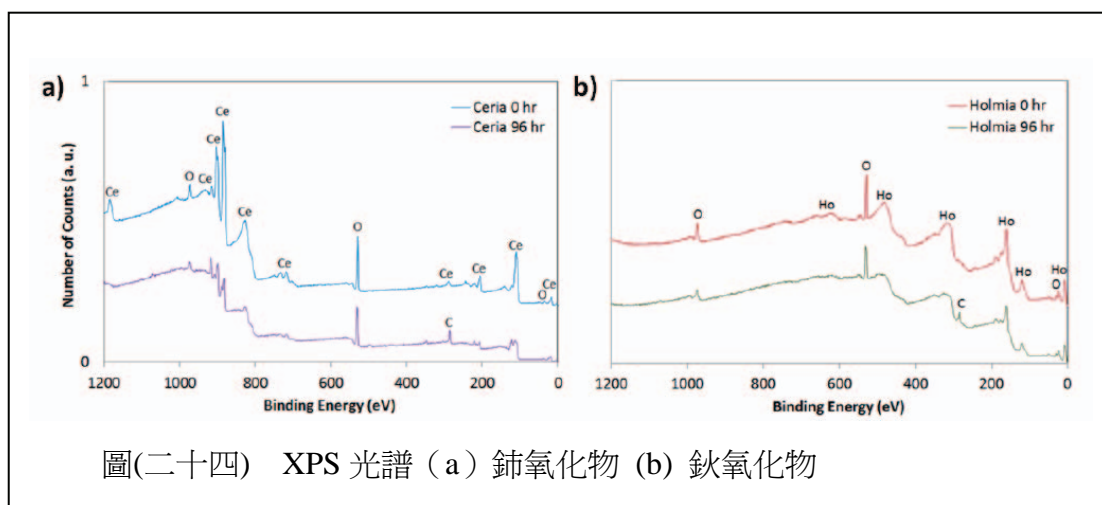 a)
1
Ceria 0 hr
Ceria 96 hr
Ce
O
Ce
Ce
Ce
Ce
Ce
O
Ce
Ce
Ce
O
Ce
C
Number of Counts (a. u.)
0
1200 1000 800 600 400 200 0
Binding Energy (eV)
b)
Holmia 0 hr
Holmia 96 hr
O
Ho
O
Ho
Ho
Ho
Ho
Ho
O
C
1200 1000 800 600 400 200 0
Binding Energy (eV)
圖(二十四) XPS 光譜（a）鈰氧化物 (b) 鈥氧化物